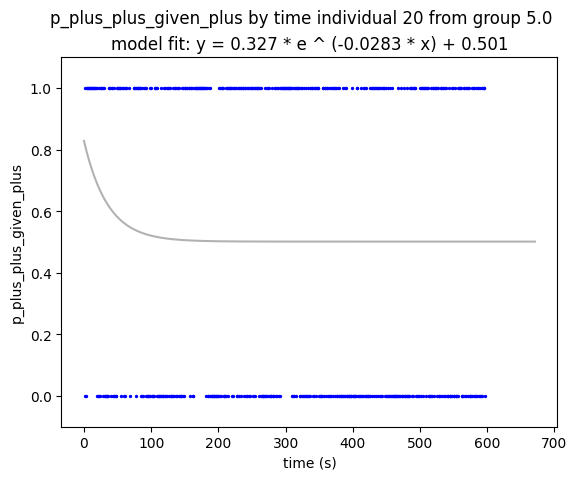 p_plus_plus_given_plus by time individual 20 from group 5.0
model fit: y = 0.327 * e ^ (-0.0283 * x) + 0.501
p_plus_plus_given_plus
1.0
0.8
0.6
0.4
0.2
0.0
0 100 200 300 400 500 600 700
time (s)